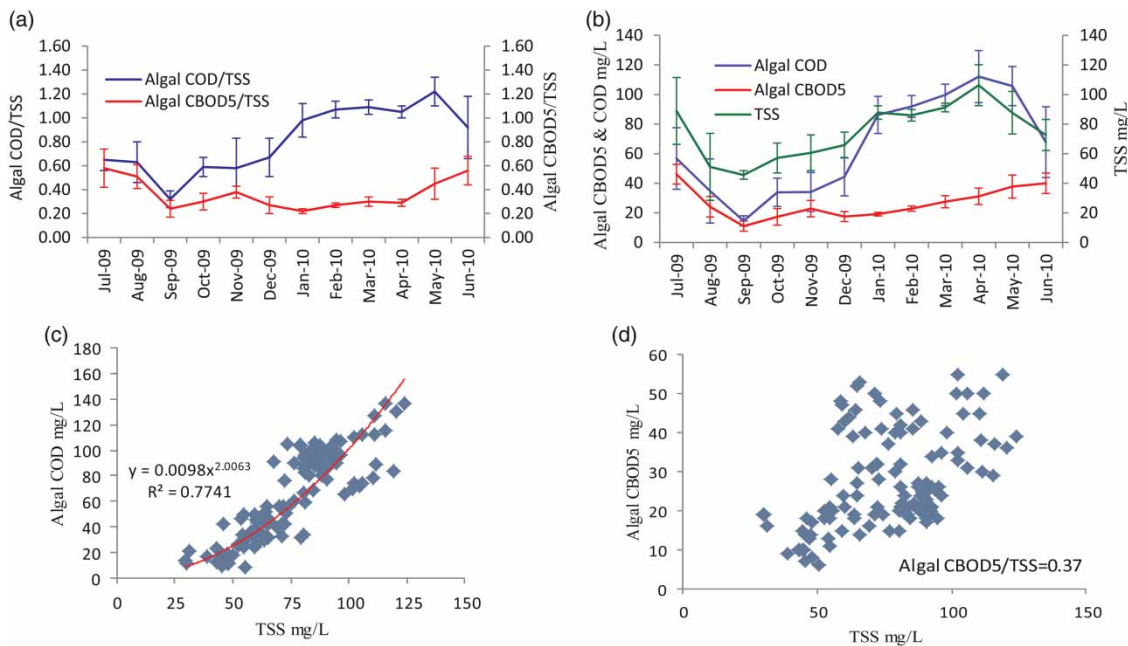 (a)
Algal COD/TSS
1.60
1.40
1.20
1.00
0.80
0.60
0.40
0.20
0.00
Algal COD/TSS
Algal CBOD5/TSS
1.60
1.40
1.20
1.00
0.80
0.60
0.40
0.20
0.00
Algal CBOD5/TSS
Jul-09
Aug-09
Sep-09
Oct-09
Nov-09
Dec-09
Jan-10
Feb-10
Mar-10
Apr-10
May-10
Jun-10
(b)
Algal CBOD5 & COD mg/L
140
120
100
80
60
40
20
0
Algal COD
Algal CBOD5
TSS
140
120
100
80
60
40
20
0
TSS mg/L
Jul-09
Aug-09
Sep-09
Oct-09
Nov-09
Dec-09
Jan-10
Feb-10
Mar-10
Apr-10
May-10
Jun-10
(c)
Algal COD mg/L
180
160
140
120
100
80
60
40
20
0
y = 0.0098x^2.0063
R² = 0.7741
0
25
50
75
100
125
150
TSS mg/L
(d)
Algal CBOD5 mg/L
60
50
40
30
20
10
0
Algal CBOD5/TSS=0.37
0
50
100
150
TSS mg/L